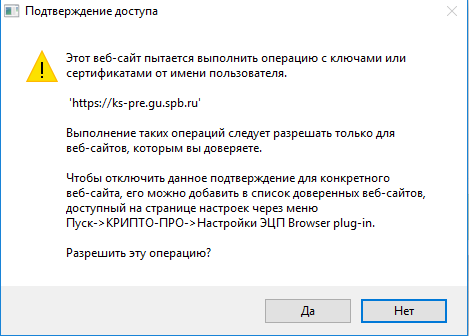 Подтверждение доступа
Этот веб-сайт пытается выполнить операцию с ключами или
сертификатами от имени пользователя.
'https://ks-pre.gu.spb.ru'
Выполнение таких операций следует разрешать только для
веб-сайтов, которым вы доверяете.
Чтобы отключить данное подтверждение для конкретного
веб-сайта, его можно добавить в список доверенных веб-сайтов,
доступный на странице настроек через меню
Пуск->КРИПТО-ПРО->Настройки ЭЦП Browser plug-in.
Разрешить эту операцию?
Да
Нет